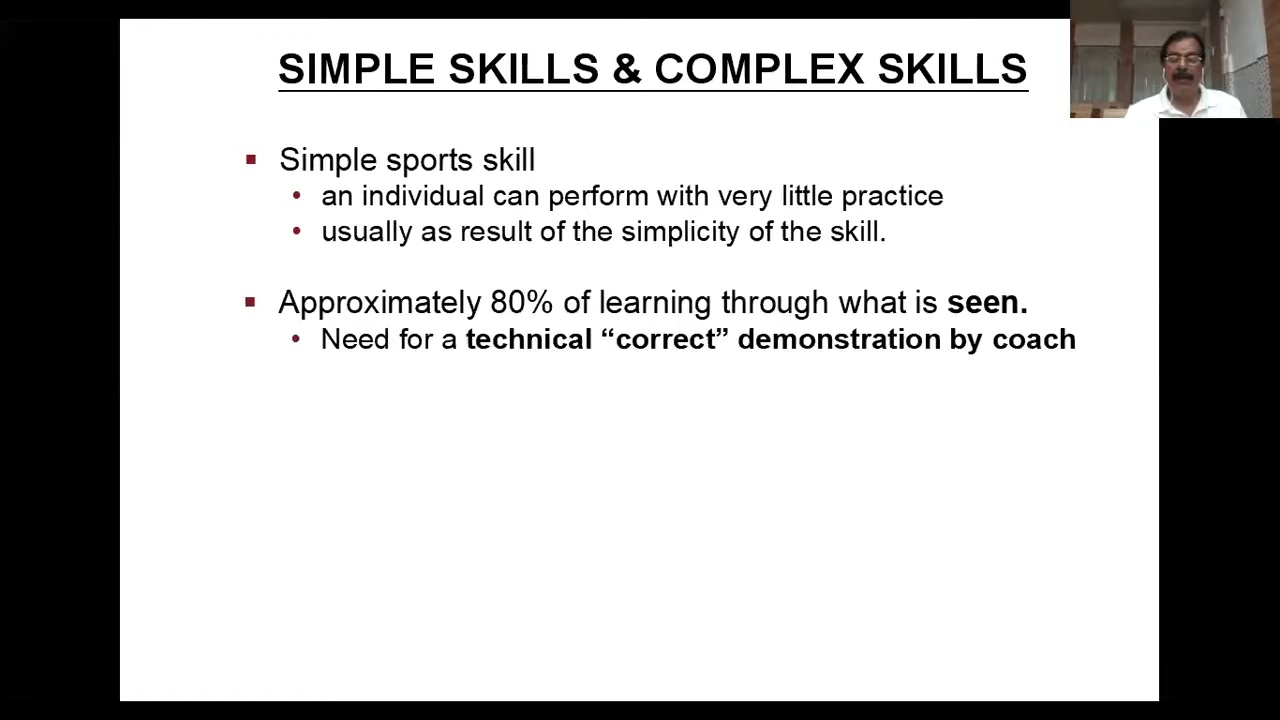 SIMPLE SKILLS & COMPLEX SKILLS
Simple sports skill
an individual can perform with very little practice
usually as result of the simplicity of the skill.
Approximately 80% of learning through what is seen.
Need for a technical “correct” demonstration by coach